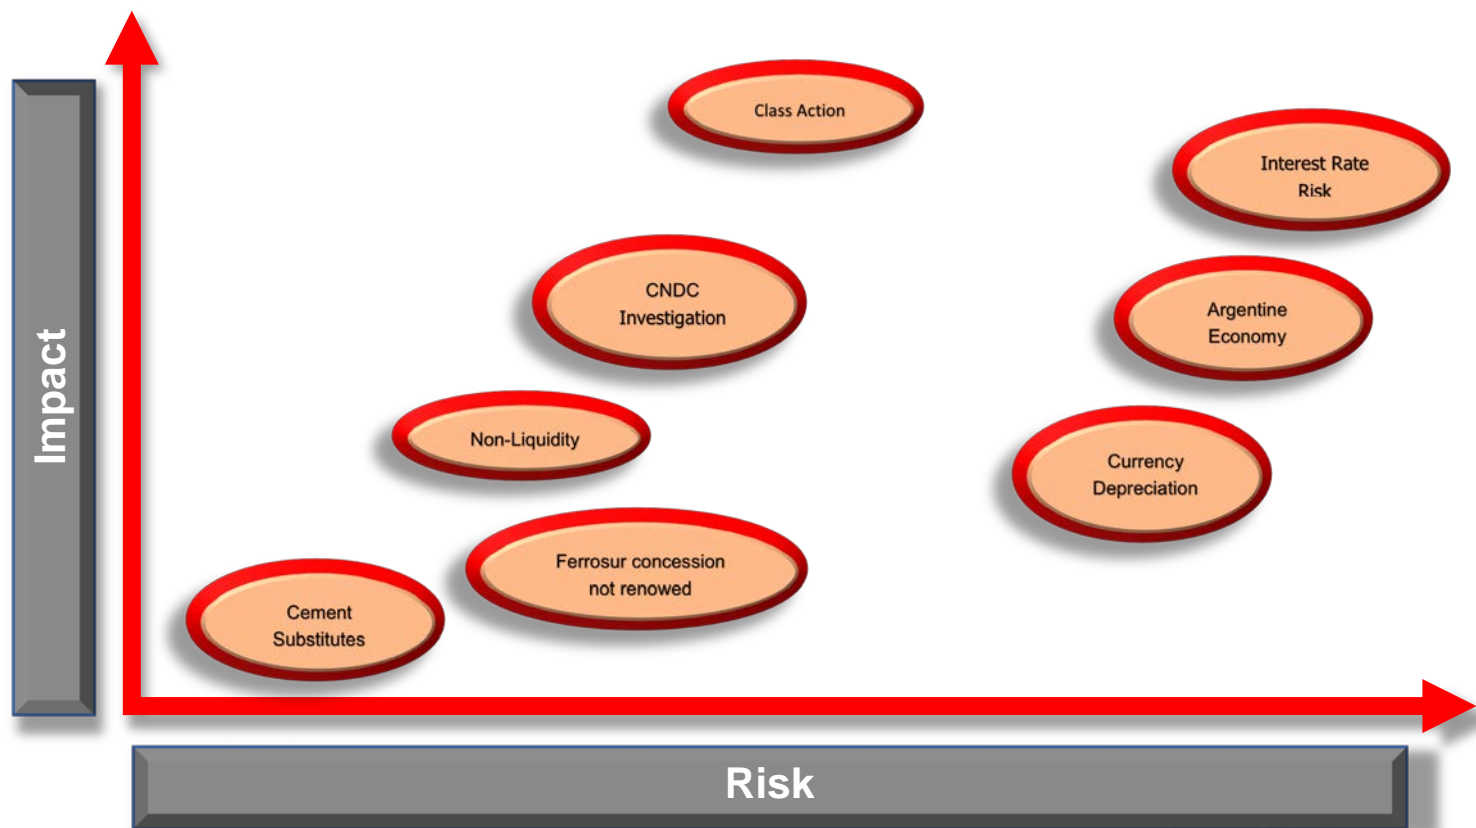 Class Action
Interest Rate
Risk
CNDC
Investigation
Argentine
Economy
Non-Liquidity
Currency
Depreciation
Ferrosur concession
not renowed
Cement
Substitutes
Impact
Risk